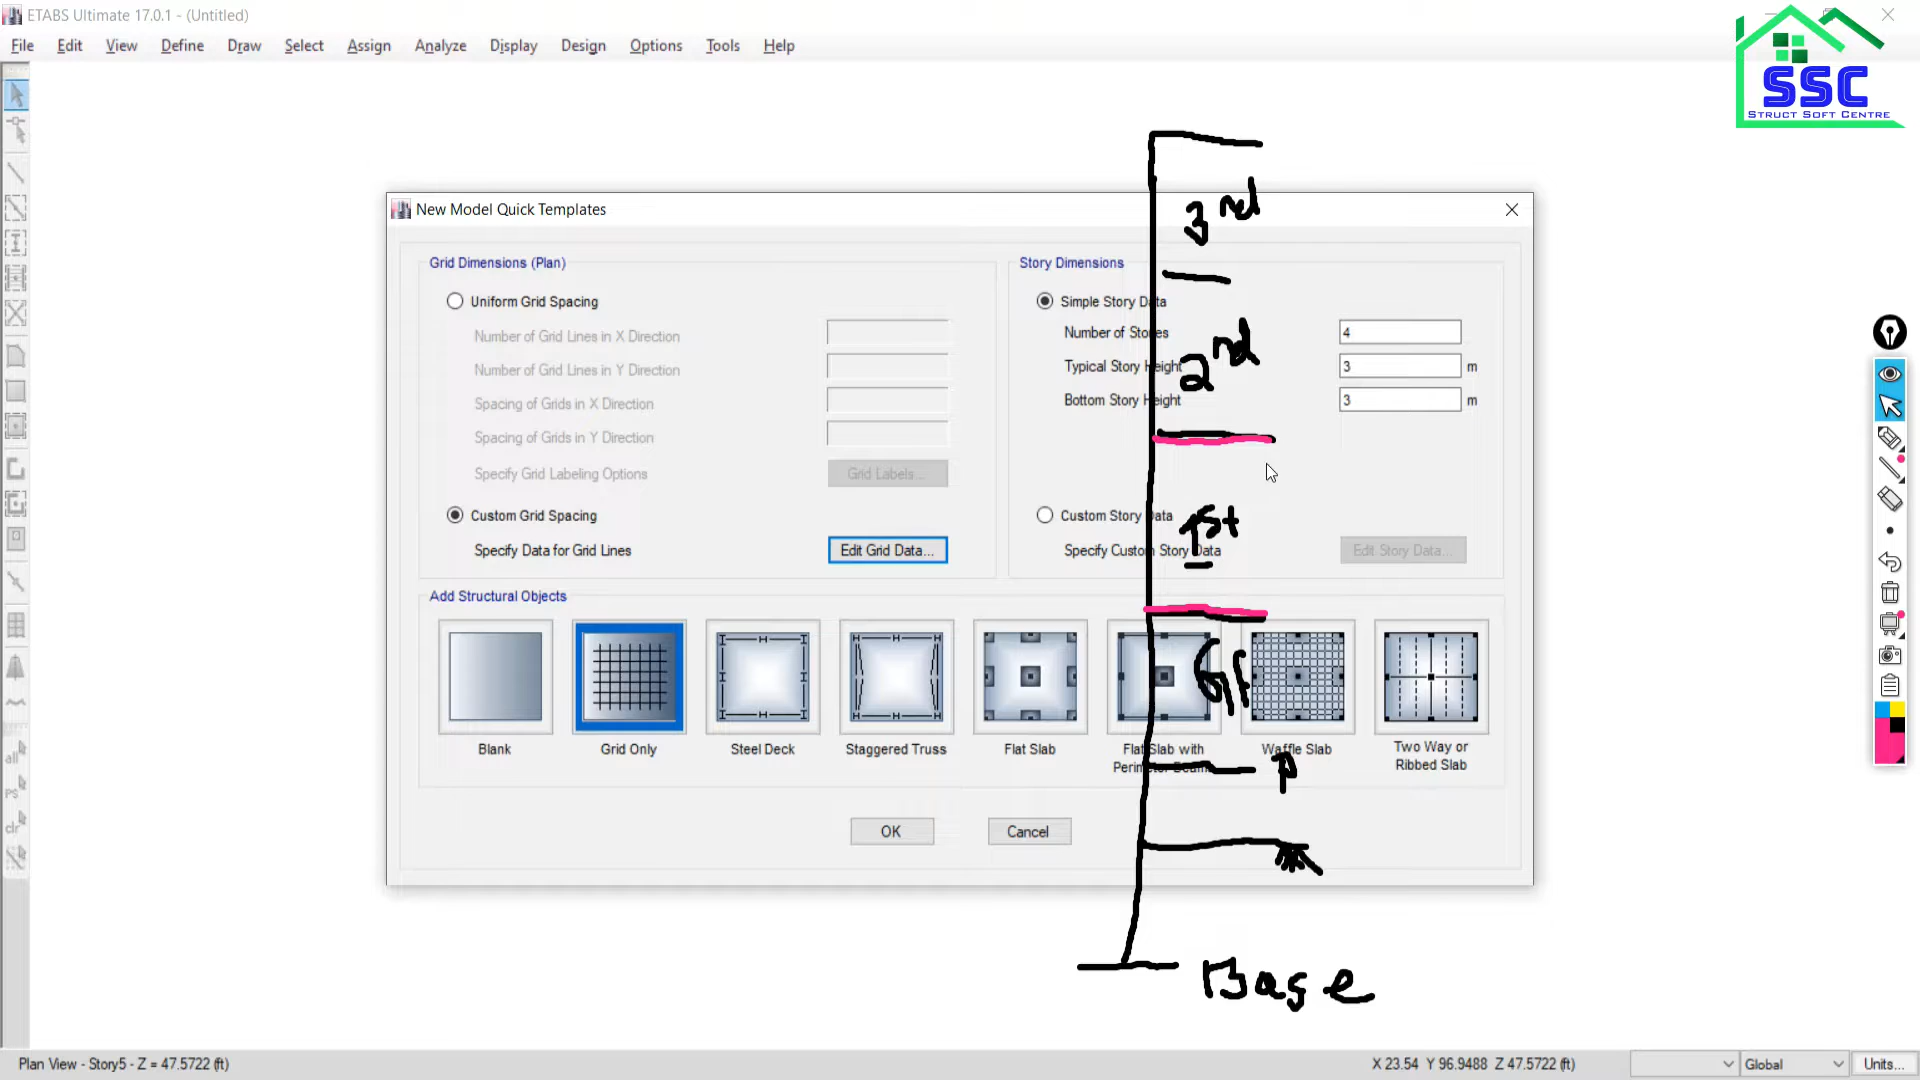 ETABS Ultimate 17.0.1 - (Untitled)
File Edit View Define Draw Select Assign Analyze Display Design Options Tools Help
SSC
STRUCT SOFT CENTRE
New Model Quick Templates
Grid Dimensions (Plan)
Uniform Grid Spacing
Number of Grid Lines in X Direction
Number of Grid Lines in Y Direction
Spacing of Grids in X Direction
Spacing of Grids in Y Direction
Specify Grid Labeling Options
Grid Labels...
Custom Grid Spacing
Specify Data for Grid Lines
Edit Grid Data...
Story Dimensions
Simple Story Data
Number of Stories
4
Typical Story Height
3
m
Bottom Story Height
3
m
Custom Story Data
Specify Custom Story Data
Edit Story Data...
3nd
2nd
1st
GF
P
Base
Add Structural Objects
Blank
Grid Only
Steel Deck
Staggered Truss
Flat Slab
Flat Slab with
Perimeter Beams
Waffle Slab
Two Way or
Ribbed Slab
OK
Cancel
all
PS
clr
Plan View - Story5 - Z = 47.5722 (ft)
X 23.54 Y 96.9488 Z 47.5722 (ft)
Global
Units...